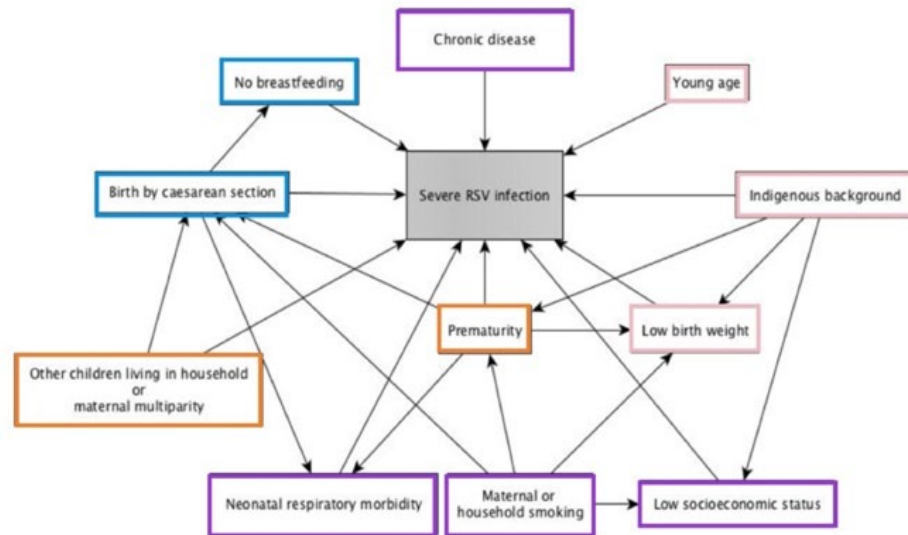 Chronic disease
No breastfeeding
Young age
Birth by caesarean section
Severe RSV infection
Indigenous background
Prematurity
Low birth weight
Other children living in household
or
maternal multiparity
Neonatal respiratory morbidity
Maternal or
household smoking
Low socioeconomic status